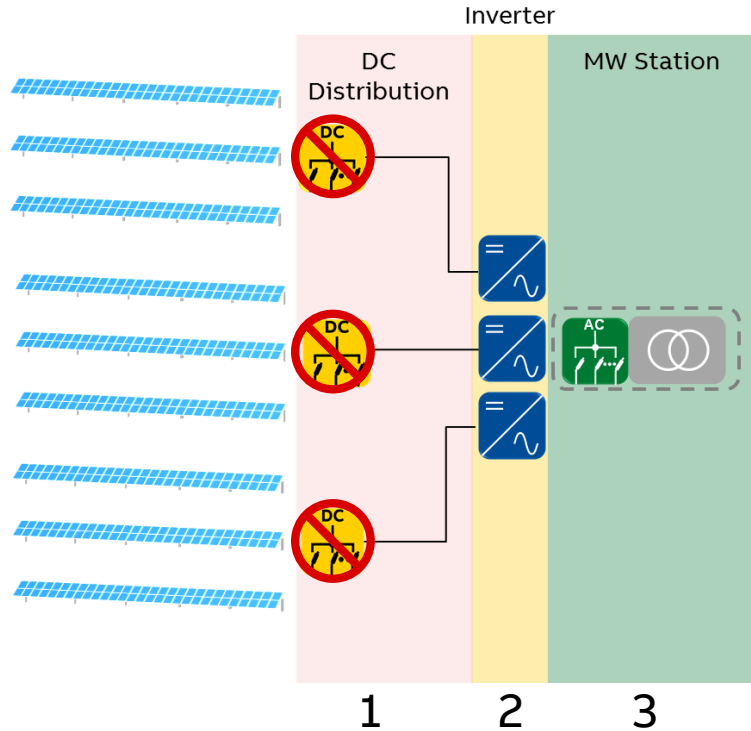 Inverter
DC
Distribution
MW Station
DC
DC
DC
AC
1
2
3